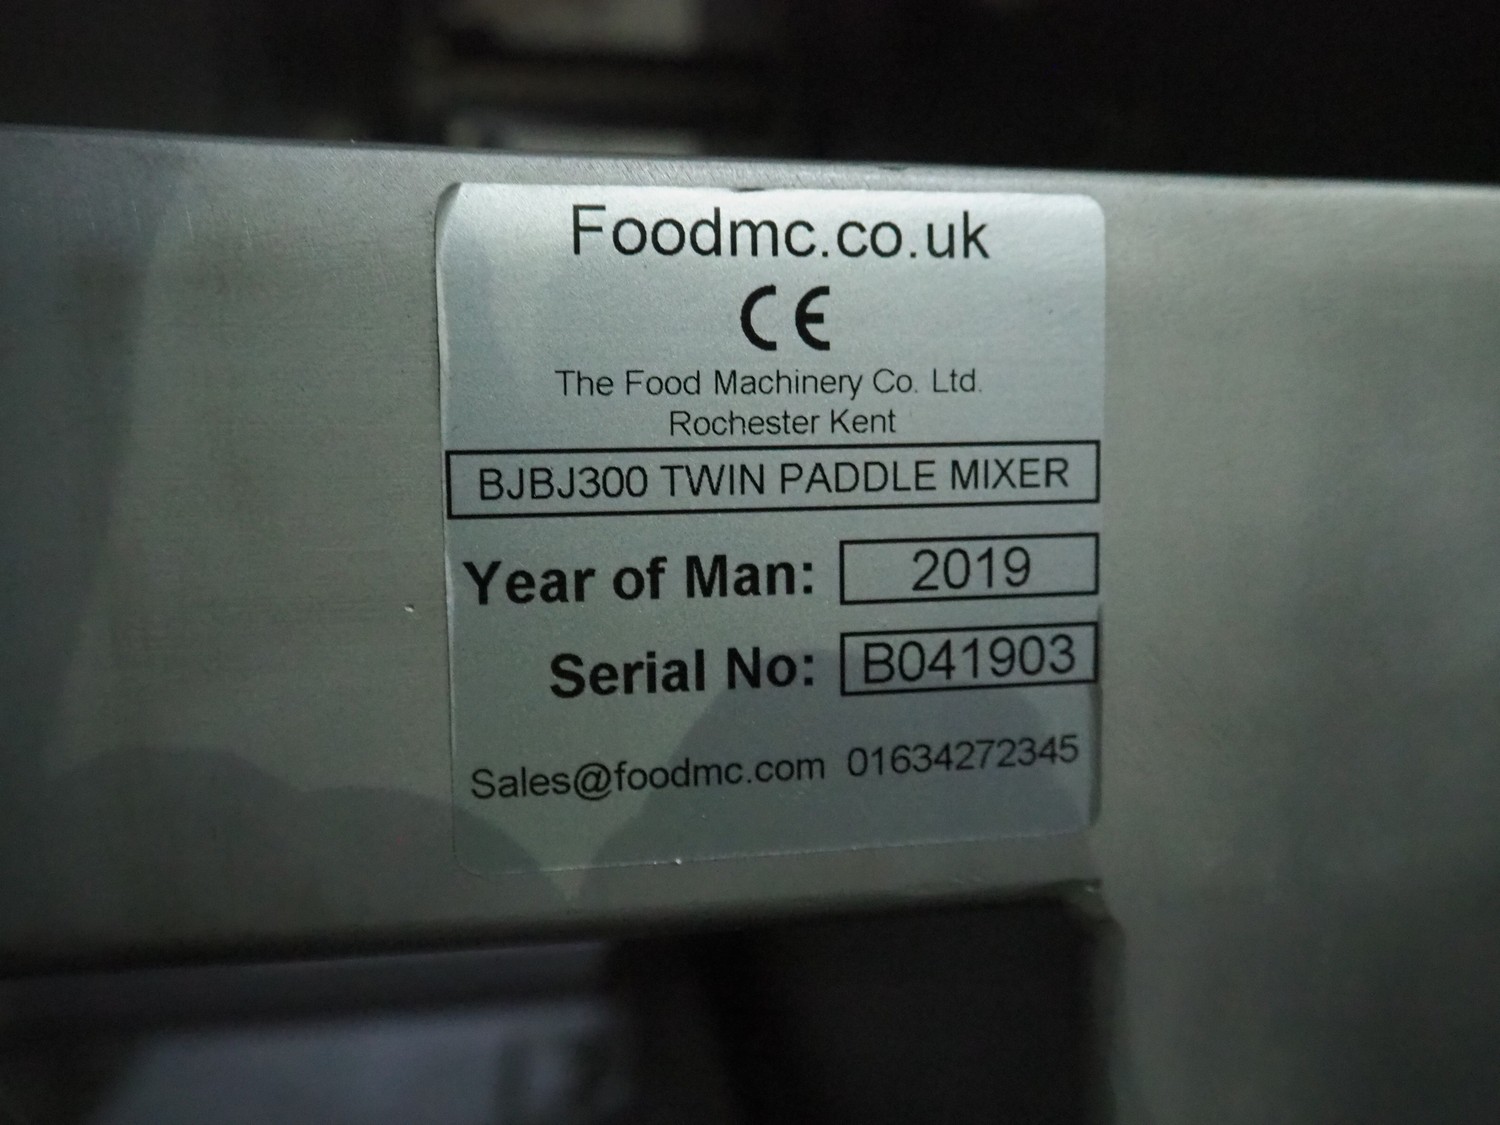 Foodmc.co.uk
CE
The Food Machinery Co. Ltd.
Rochester Kent
BJBJ300 TWIN PADDLE MIXER
Year of Man: 2019
Serial No: B041903
Sales@foodmc.com 01634272345